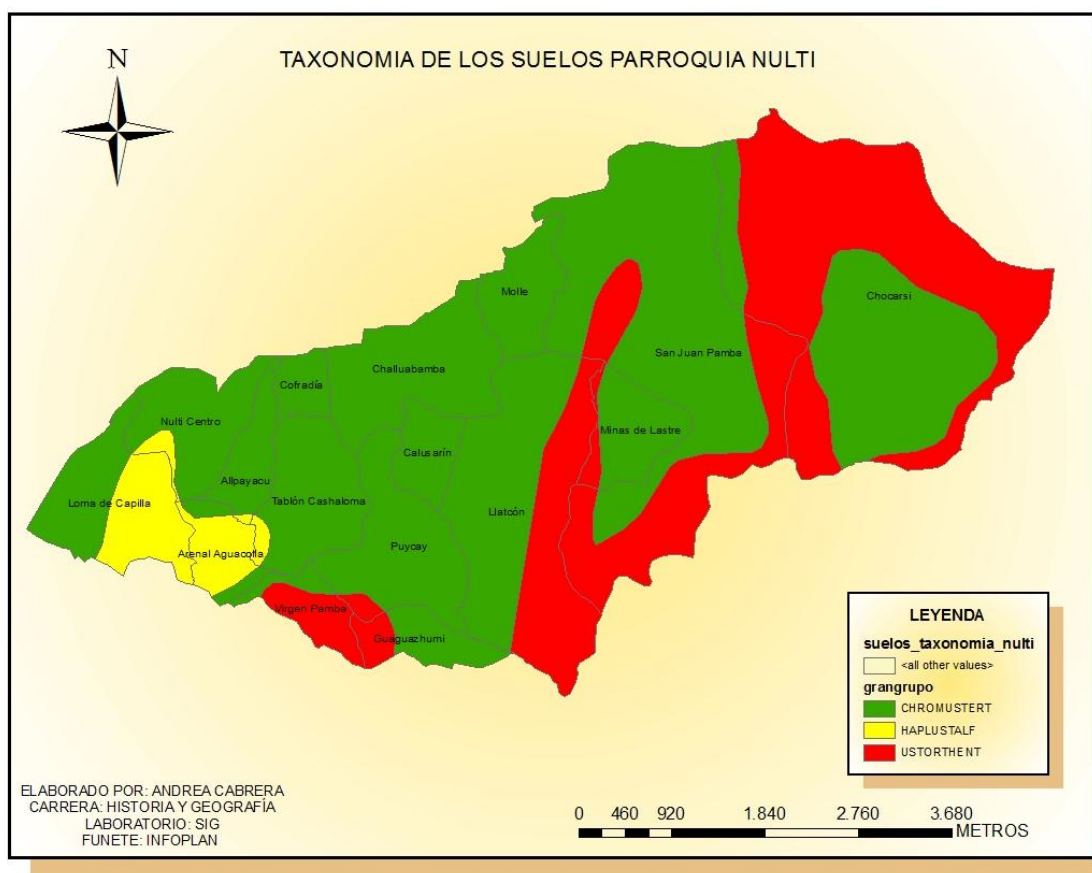 TAXONOMIA DE LOS SUELOS PARROQUIA NULTI
N
Chocarsi
Molle
San Juan Pamba
Challuabamba
Cofradía
Nulti Centro
Minas de Lastre
Calusarín
Allpayacu
Tablón Cashaloma
Loma de Capilla
Llatcón
Puycay
Arenal Aguacolla
Virgen Pamba
Guaguazhumi
LEYENDA
suelos_taxonomia_nulti
<all other values>
grangrupo
CHROMUSTERT
HAPLUSTALF
USTORTHENT
ELABORADO POR: ANDREA CABRERA
CARRERA: HISTORIA Y GEOGRAFÍA
LABORATORIO: SIG
FUNETE: INFOPLAN
0 460 920 1.840 2.760 3.680
METROS